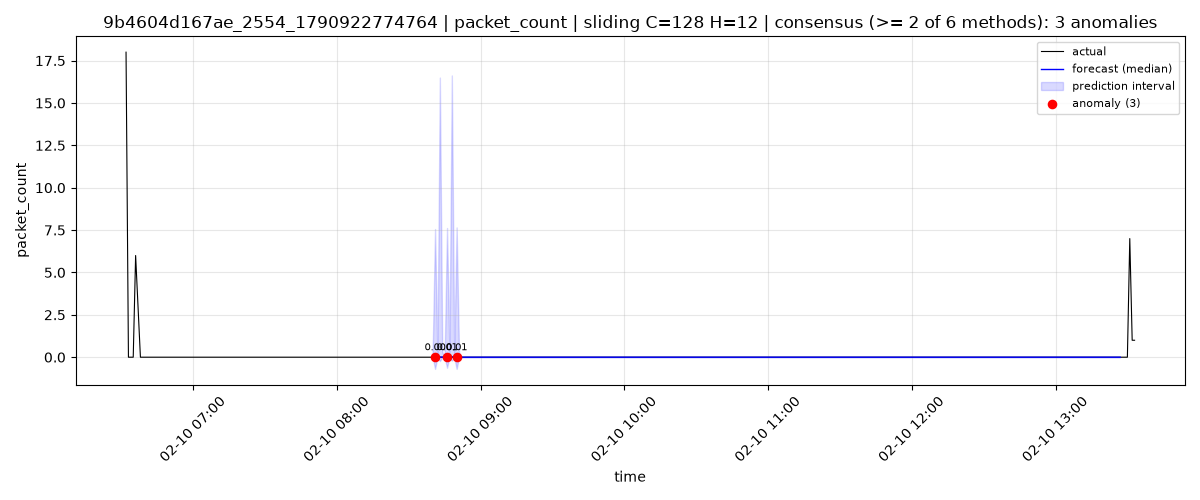 9b4604d167ae_2554_1790922774764 | packet_count | sliding C=128 H=12 | consensus (>= 2 of 6 methods): 3 anomalies
actual
forecast (median)
prediction interval
anomaly (3)
packet_count
17.5
15.0
12.5
10.0
7.5
5.0
2.5
0.0
02-10 07:00
02-10 08:00
02-10 09:00
02-10 10:00
02-10 11:00
02-10 12:00
02-10 13:00
time